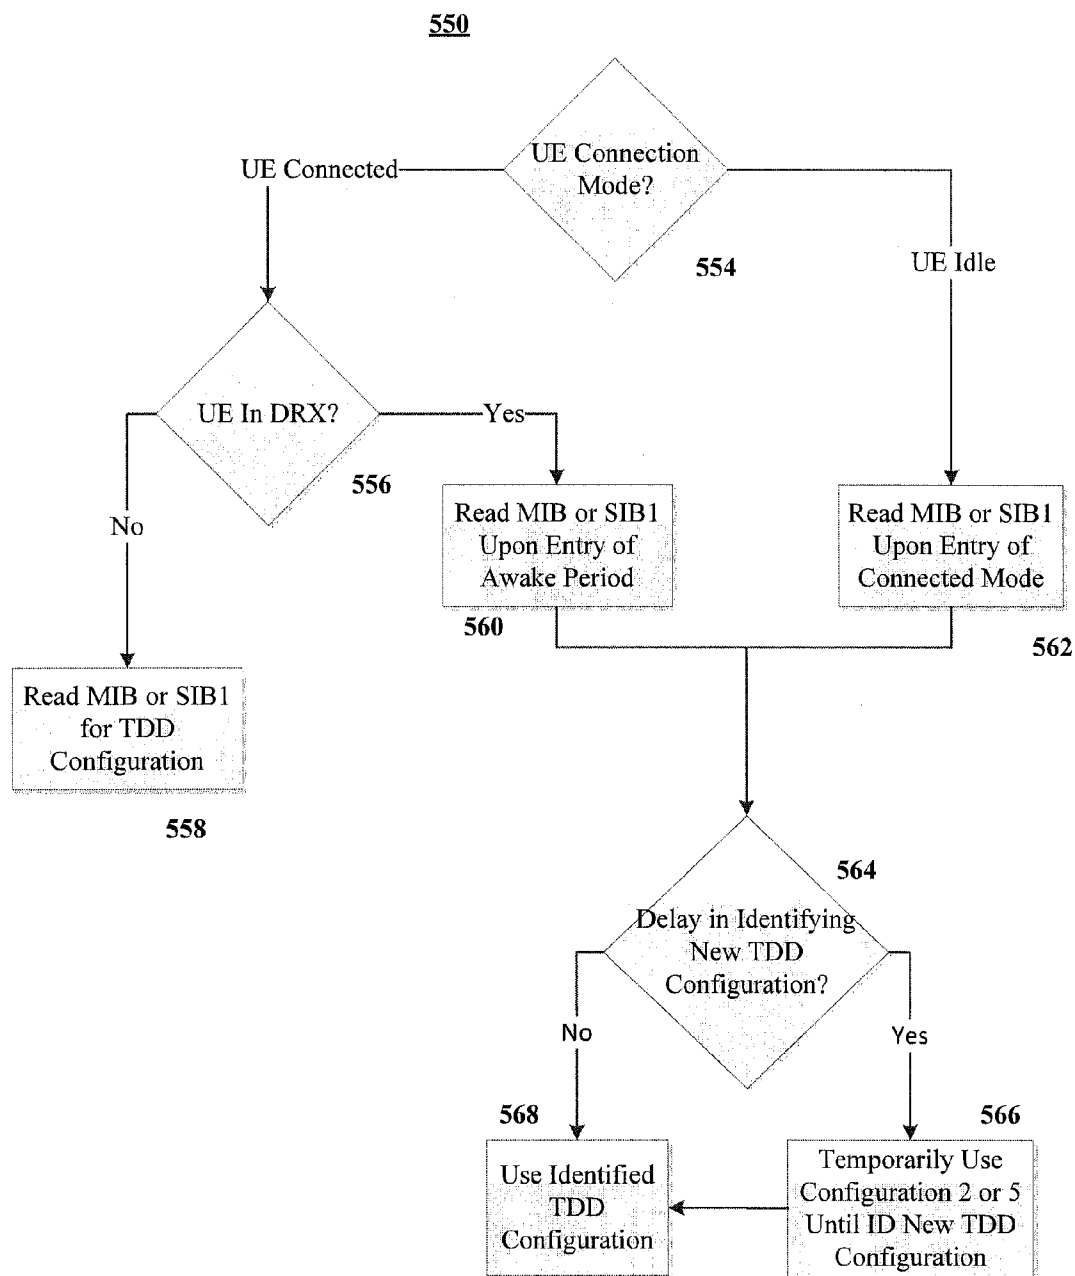 550
UE Connection
Mode?
554
UE Connected
UE Idle
UE In DRX?
556
Yes
No
Read MIB or SIB1
Upon Entry of
Awake Period
560
Read MIB or SIB1
Upon Entry of
Connected Mode
562
Read MIB or SIB1
for TDD
Configuration
558
564
Delay in Identifying
New TDD
Configuration?
No
Yes
568
Use Identified
TDD
Configuration
566
Temporarily Use
Configuration 2 or 5
Until ID New TDD
Configuration